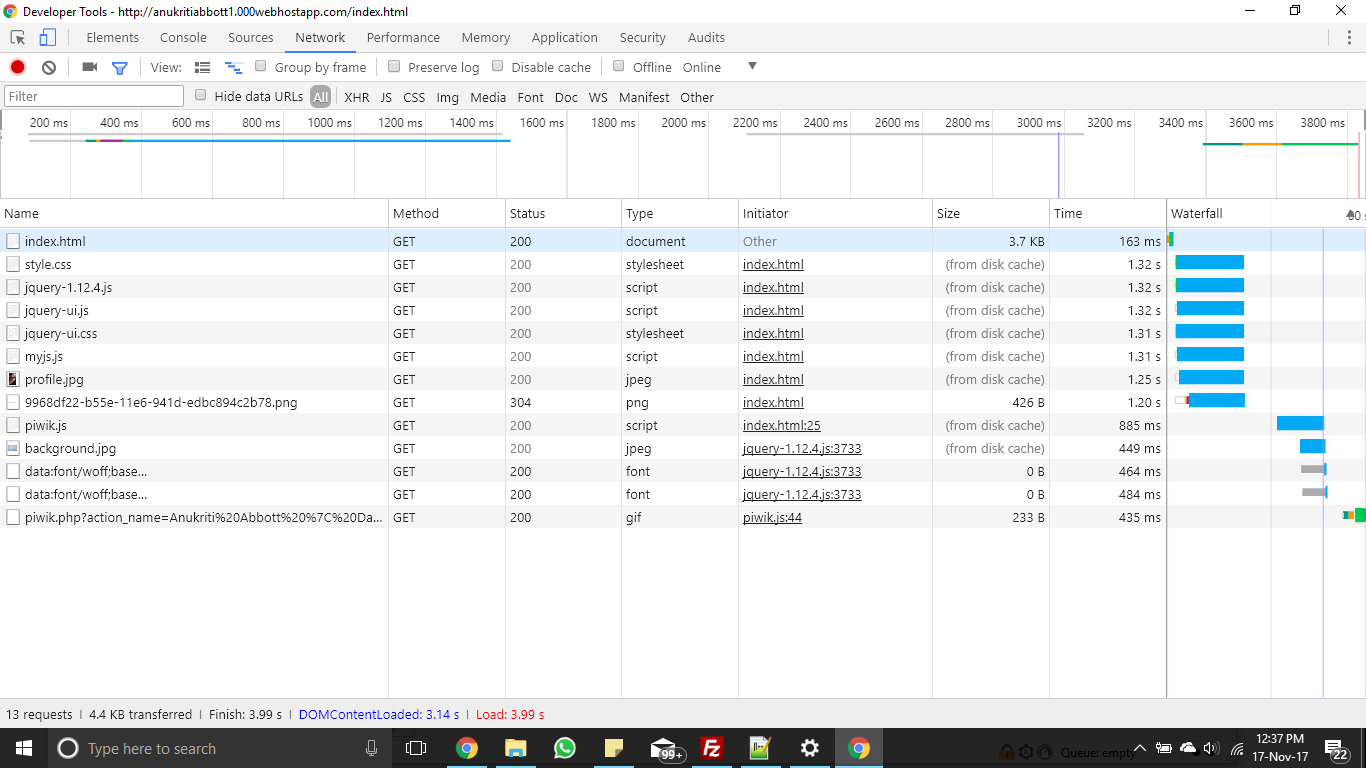 Developer Tools - http://anukritiabbott1.000webhostapp.com/index.html
Elements Console Sources Network Performance Memory Application Security Audits
View: Group by frame Preserve log Disable cache Offline Online
Filter Hide data URLs All XHR JS CSS Img Media Font Doc WS Manifest Other
200 ms 400 ms 600 ms 800 ms 1000 ms 1200 ms 1400 ms 1600 ms 1800 ms 2000 ms 2200 ms 2400 ms 2600 ms 2800 ms 3000 ms 3200 ms 3400 ms 3600 ms 3800 ms
Name Method Status Type Initiator Size Time Waterfall
index.html GET 200 document Other 3.7 KB 163 ms
style.css GET 200 stylesheet index.html (from disk cache) 1.32 s
jquery-1.12.4.js GET 200 script index.html (from disk cache) 1.32 s
jquery-ui.js GET 200 script index.html (from disk cache) 1.32 s
jquery-ui.css GET 200 stylesheet index.html (from disk cache) 1.31 s
myjs.js GET 200 script index.html (from disk cache) 1.31 s
profile.jpg GET 200 jpeg index.html (from disk cache) 1.25 s
9968df22-b55e-11e6-941d-edbc894c2b78.png GET 304 png index.html 426 B 1.20 s
piwik.js GET 200 script index.html:25 (from disk cache) 885 ms
background.jpg GET 200 jpeg jquery-1.12.4.js:3733 (from disk cache) 449 ms
data:font/woff;base... GET 200 font jquery-1.12.4.js:3733 0 B 464 ms
data:font/woff;base... GET 200 font jquery-1.12.4.js:3733 0 B 484 ms
piwik.php?action_name=Anukriti%20Abbott%20%7C%20Da... GET 200 gif piwik.js:44 233 B 435 ms
13 requests | 4.4 KB transferred | Finish: 3.99 s | DOMContentLoaded: 3.14 s | Load: 3.99 s
Type here to search 99+ Queue: empty 12:37 PM 22
17-Nov-17